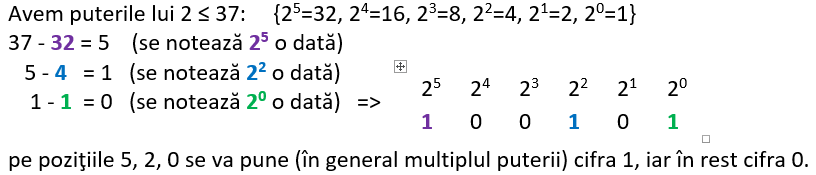 Avem puterile lui 2 ≤ 37: {2⁵=32, 2⁴=16, 2³=8, 2²=4, 2¹=2, 2⁰=1}
37 - 32 = 5 (se notează 2⁵ o dată)
5 - 4 = 1 (se notează 2² o dată)
1 - 1 = 0 (se notează 2⁰ o dată) =>
2⁵ 2⁴ 2³ 2² 2¹ 2⁰
1 0 0 1 0 1
pe poziţiile 5, 2, 0 se va pune (în general multiplul puterii) cifra 1, iar în rest cifra 0.